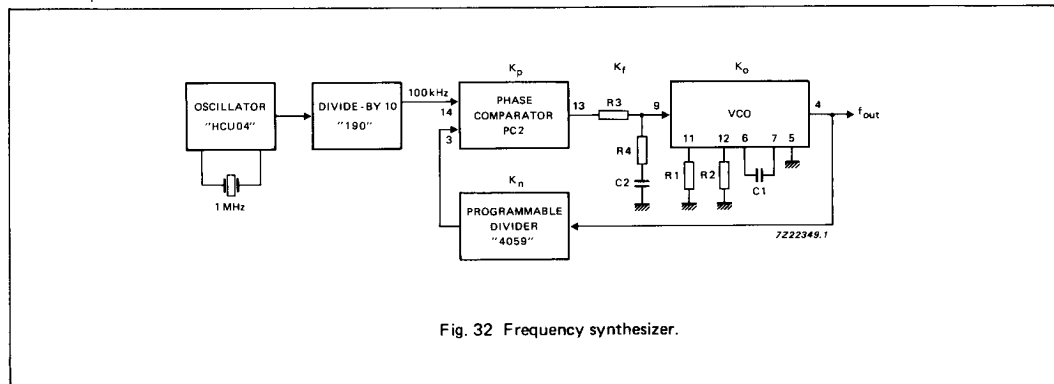 K_p
K_f
K_o
OSCILLATOR
"HCU04"
1 MHz
DIVIDE-BY 10
"190"
100 kHz
14
3
PHASE
COMPARATOR
PC2
13
R3
R4
C2
9
VCO
4
f_out
11
12
6
7
5
R1
R2
C1
K_n
PROGRAMMABLE
DIVIDER
"4059"
7Z22349.1
Fig. 32 Frequency synthesizer.